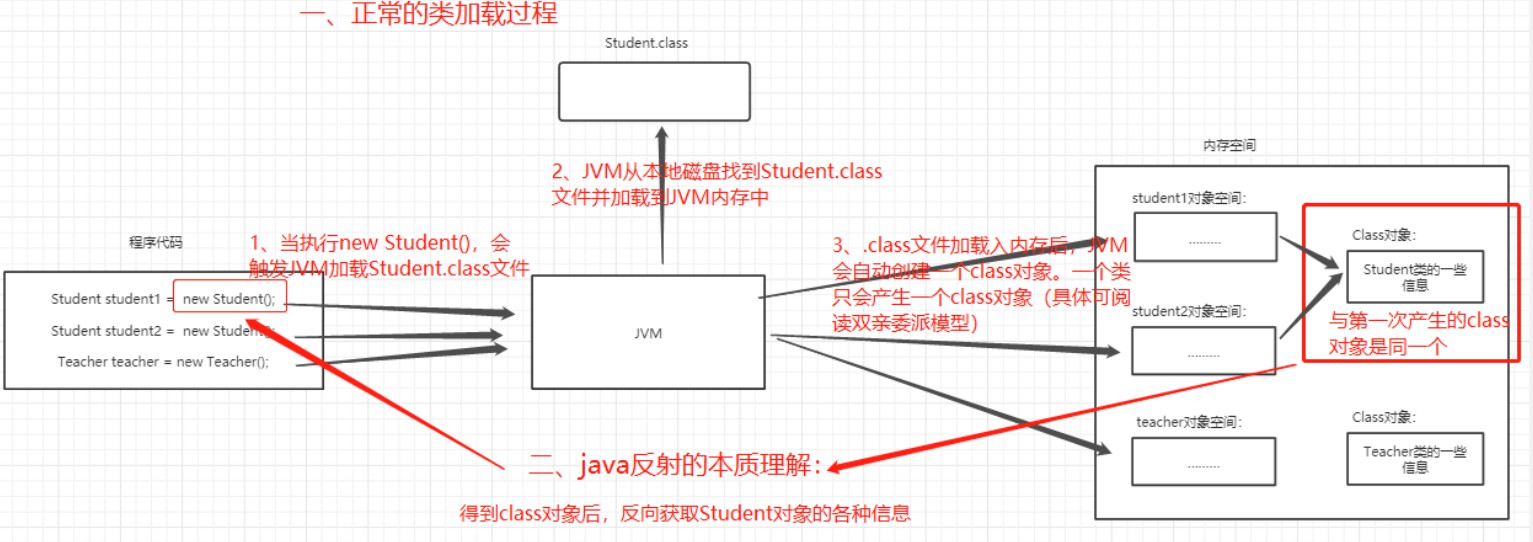 一、正常的类加载过程
Student.class
2、JVM从本地磁盘找到Student.class
文件并加载到JVM内存中
程序代码
1、当执行new Student()，会
触发JVM加载Student.class文件
Student student1 = new Student();
Student student2 = new Student();
Teacher teacher = new Teacher();
JVM
3、.class文件加载入内存后，JVM
会自动创建一个class对象。一个类
只会产生一个class对象（具体可阅
读双亲委派模型）
内存空间
student1对象空间：
.........
student2对象空间：
.........
teacher对象空间：
.........
Class对象：
Student类的一些
信息
与第一次产生的class
对象是同一个
Class对象：
Teacher类的一些
信息
二、java反射的本质理解：
得到class对象后，反向获取Student对象的各种信息